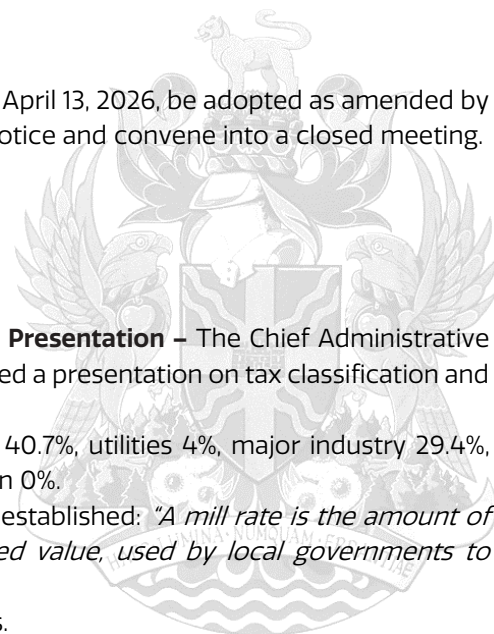 April 13, 2026, be adopted as amended by
otice and convene into a closed meeting.
Presentation – The Chief Administrative
ed a presentation on tax classification and
40.7%, utilities 4%, major industry 29.4%,
n 0%.
established: “A mill rate is the amount of
ed value, used by local governments to
s.
LUMINA · NUMQUAM